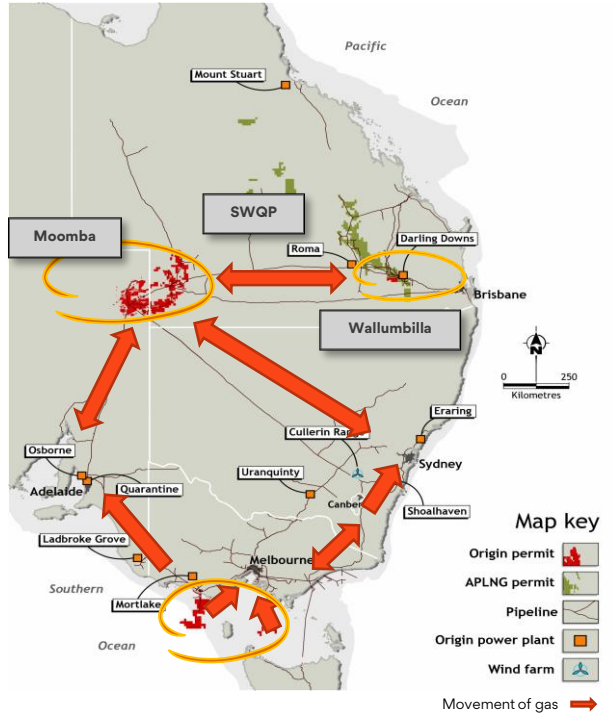 Pacific
Mount Stuart
Ocean
SWQP
Moomba
Roma
Darling Downs
Brisbane
Wallumbilla
N
0 250
Kilometres
Eraring
Cullerin Range
Sydney
Osborne
Uranquinty
Adelaide
Quarantine
Canber
Shoalhaven
Map key
Ladbroke Grove
Origin permit
Melbourne
APLNG permit
Southern
Mortlake
Pipeline
Origin power plant
Ocean
Wind farm
Movement of gas